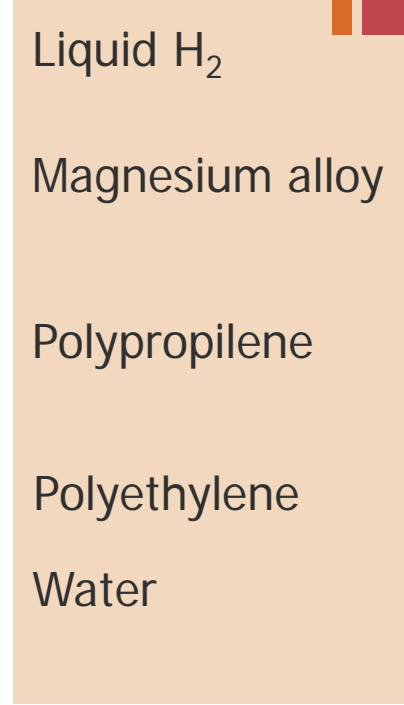 Liquid H₂
Magnesium alloy
Polypropilene
Polyethylene
Water